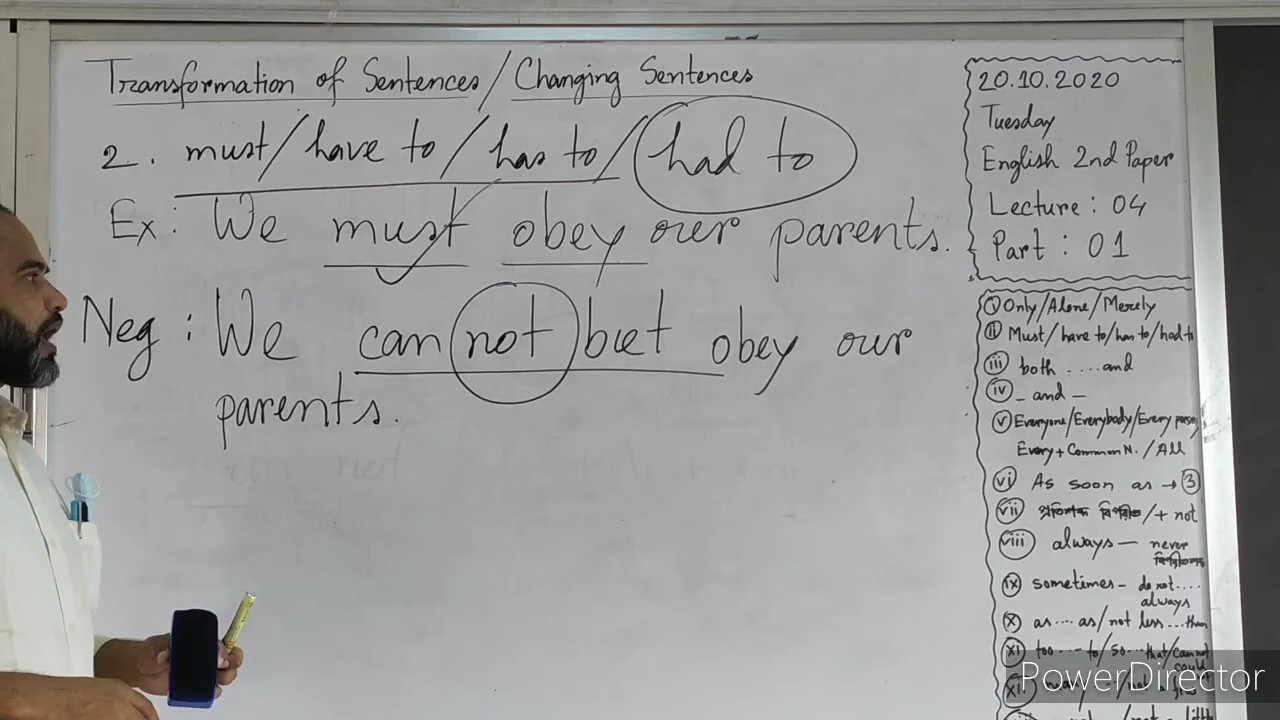 Transformation of Sentences/Changing Sentences
2. must/have to/has to/had to
Ex: We must obey our parents.
Neg: We can not but obey our
parents.
20.10.2020
Tuesday
English 2nd Paper
Lecture: 04
Part: 01
(i) Only/Alone/Merely
(ii) Must/have to/has to/had to
(iii) both ....and
(iv) _ and _
(v) Everyone/Everybody/Every person
Every + Common N. / All
(vi) As soon as → 3
(vii) /+ not
(viii) always — never
(ix) sometimes - do not....
always
(x) as .... as/not less ... than
(xi) too ... to/so ... that/cannot
could
PowerDirector